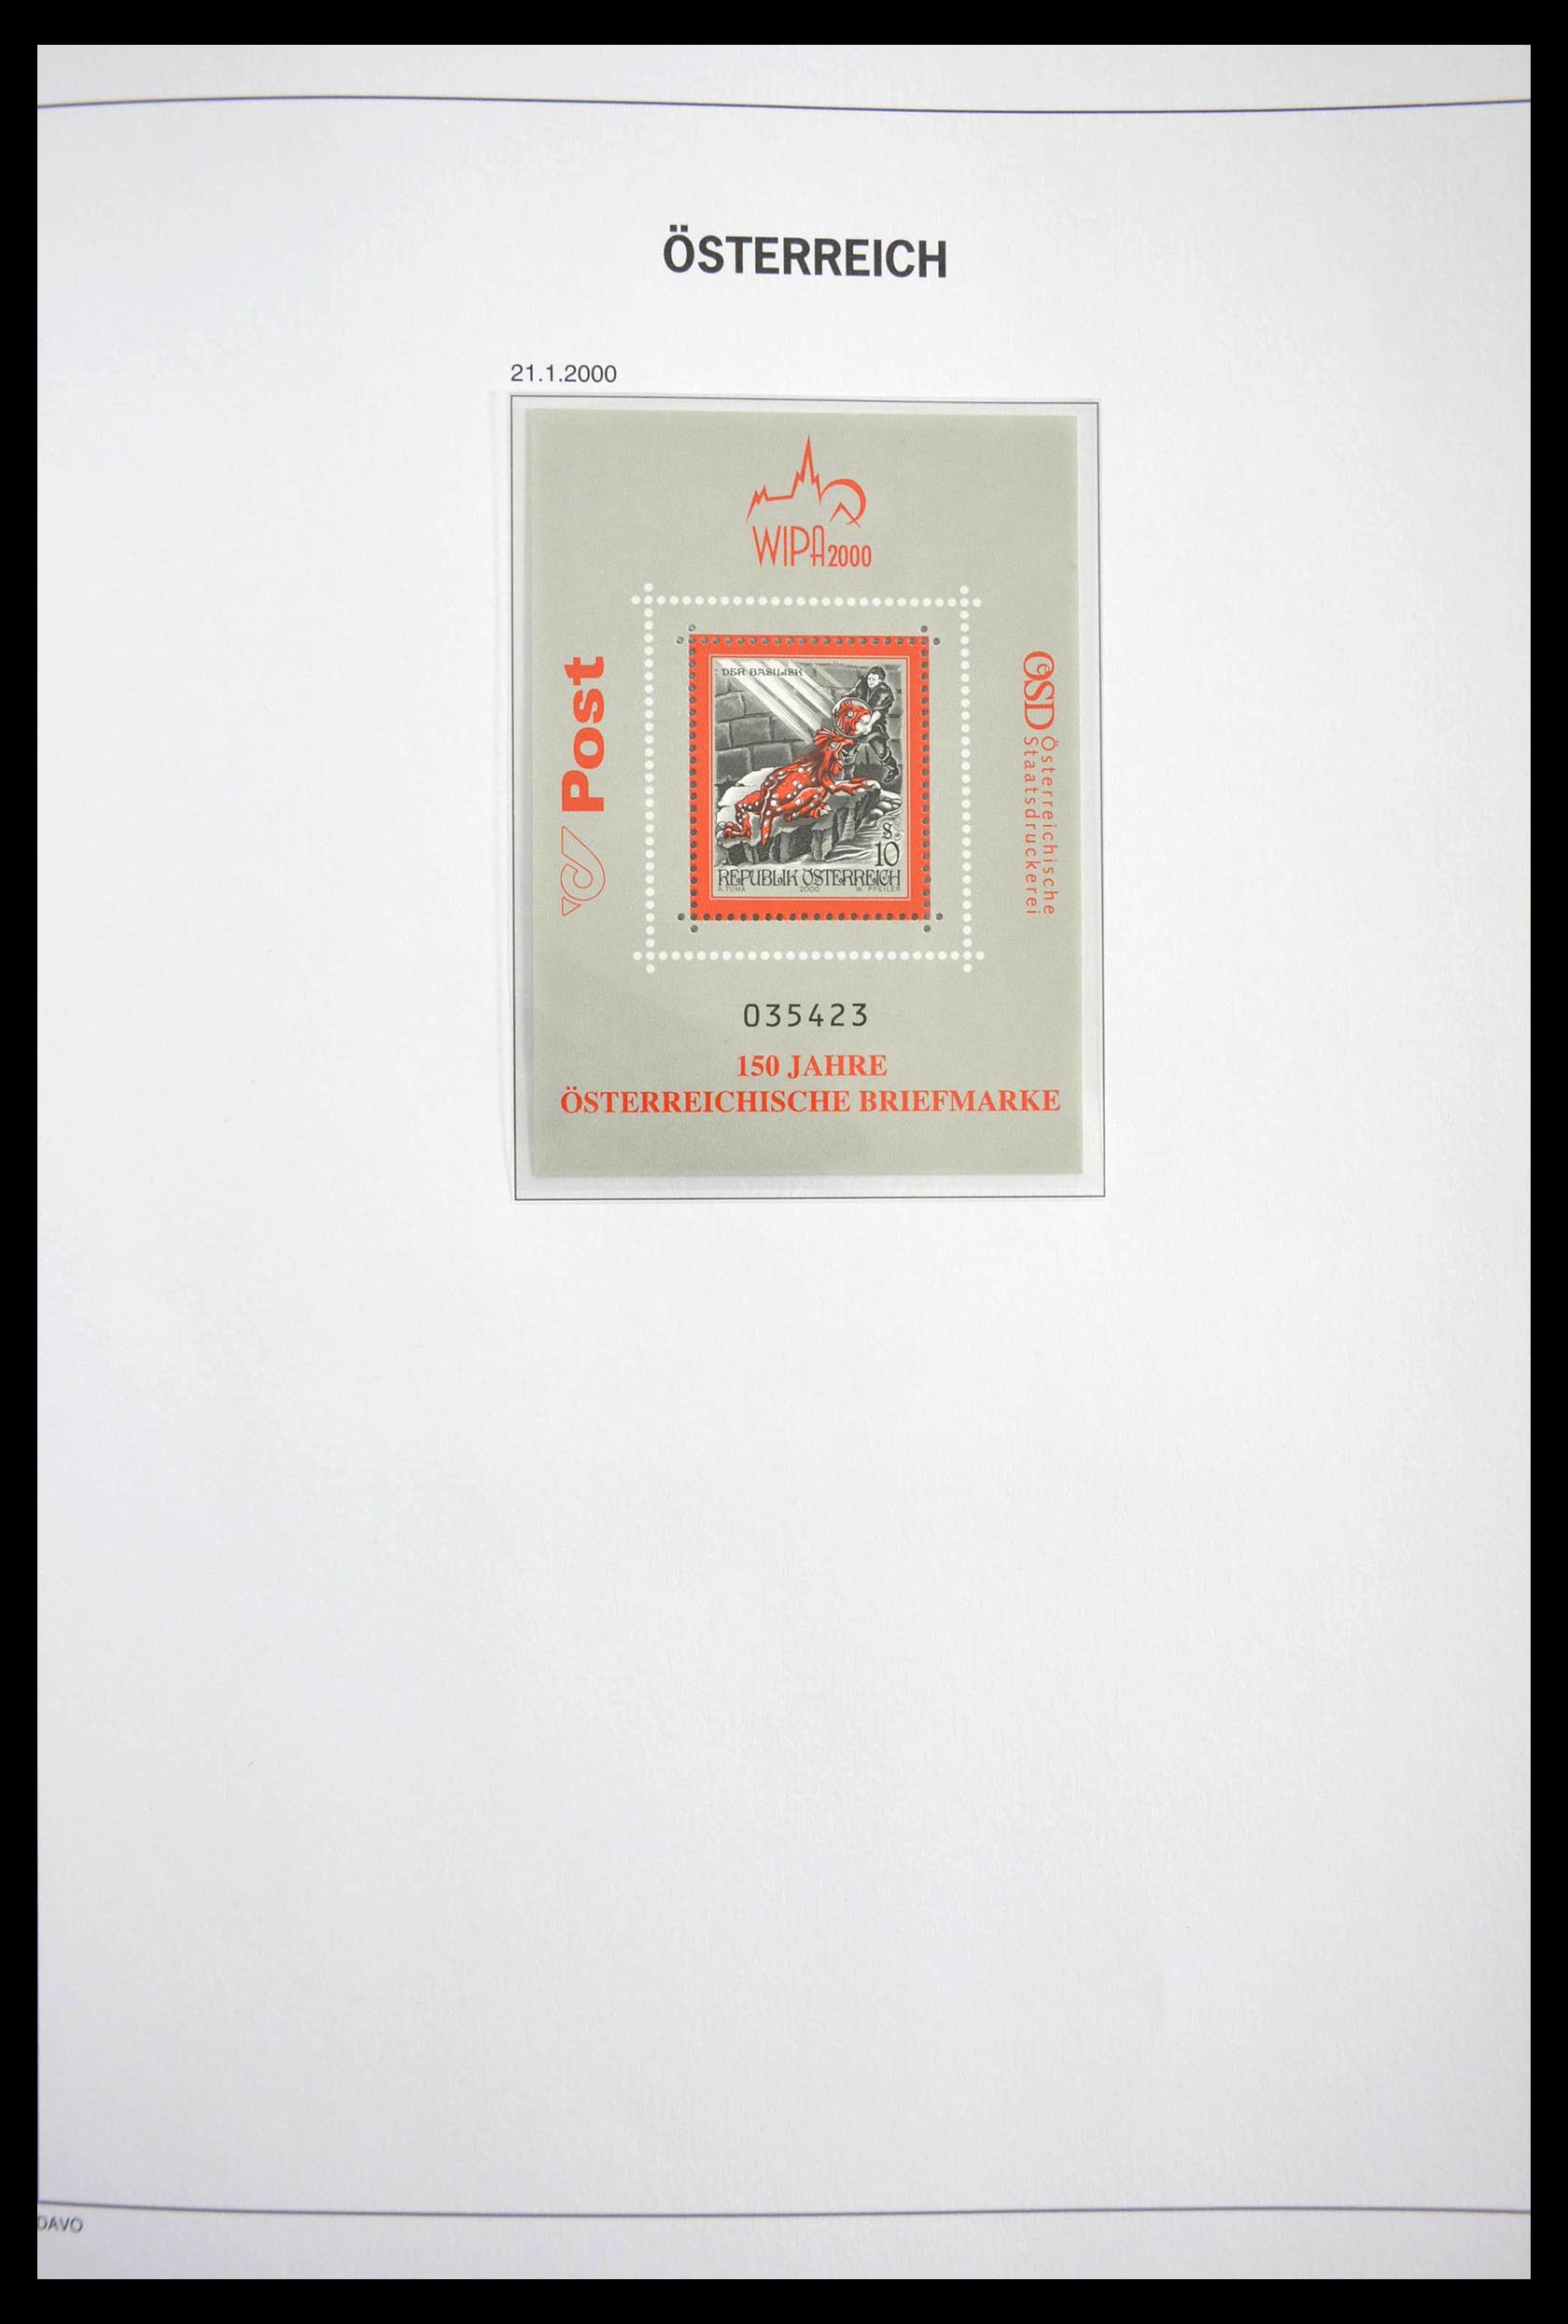 ÖSTERREICH
21.1.2000
WIPA2000
Post
DER BASILISK
S
10
REPUBLIK ÖSTERREICH
A. TUMA 2000 W. PFEILER
ÖSD Österreichische
Staatsdruckerei
035423
150 JAHRE
ÖSTERREICHISCHE BRIEFMARKE
DAVO